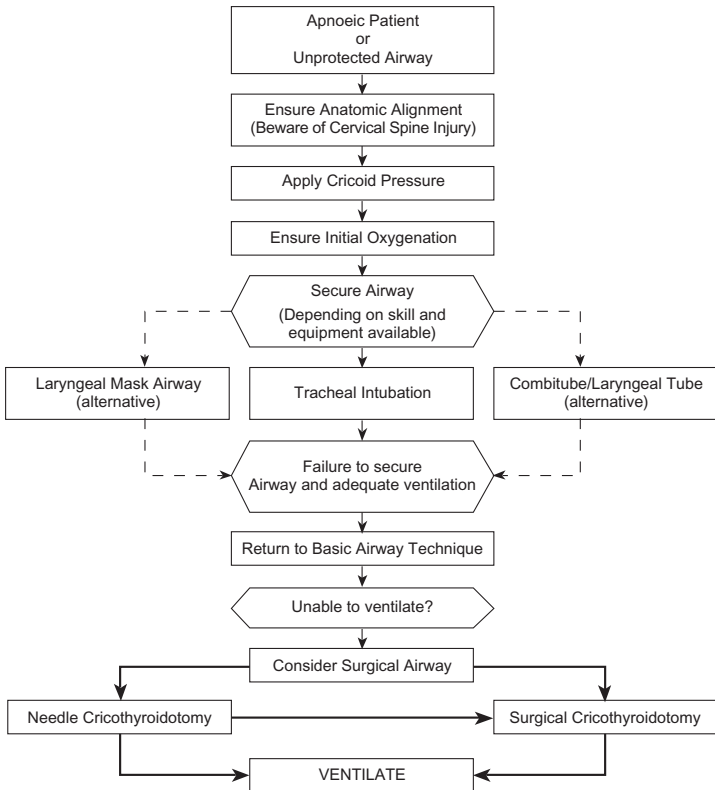 Apnoeic Patient
or
Unprotected Airway
Ensure Anatomic Alignment
(Beware of Cervical Spine Injury)
Apply Cricoid Pressure
Ensure Initial Oxygenation
Secure Airway
(Depending on skill and
equipment available)
Laryngeal Mask Airway
(alternative)
Tracheal Intubation
Combitube/Laryngeal Tube
(alternative)
Failure to secure
Airway and adequate ventilation
Return to Basic Airway Technique
Unable to ventilate?
Consider Surgical Airway
Needle Cricothyroidotomy
Surgical Cricothyroidotomy
VENTILATE